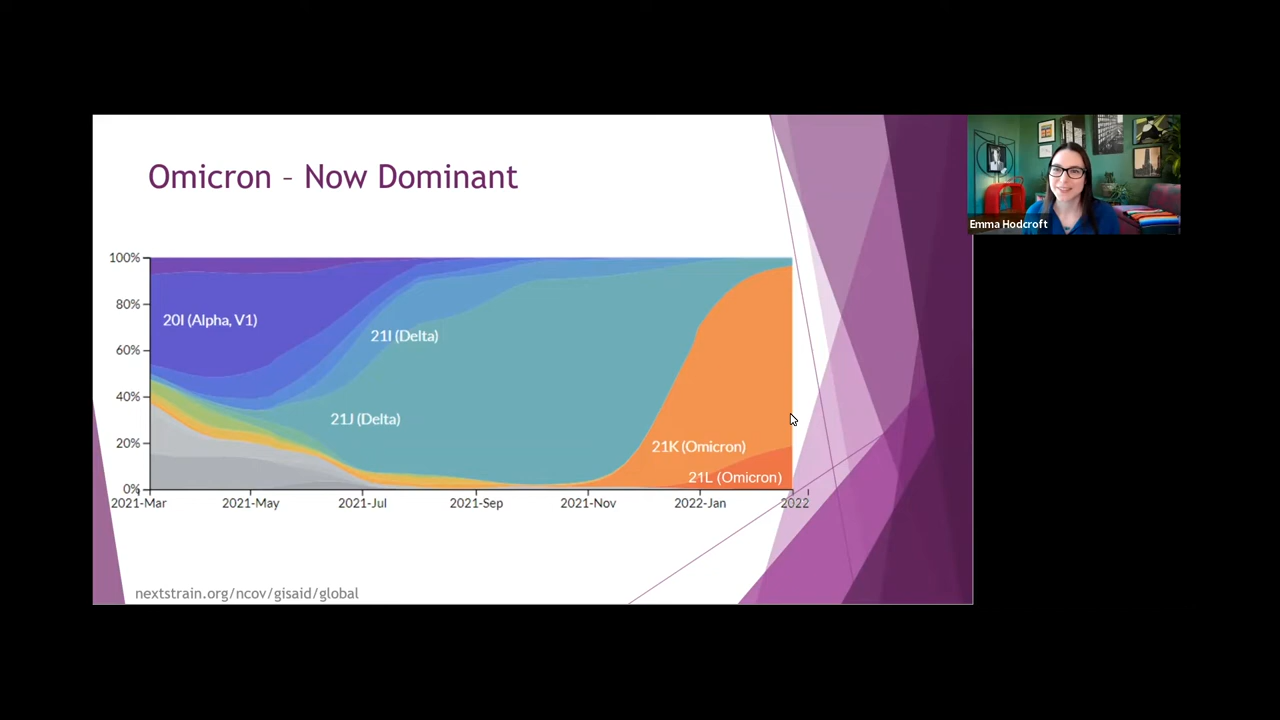 Omicron – Now Dominant
Emma Hodcroft
100%
80%
60%
40%
20%
0%
20I (Alpha, V1)
21I (Delta)
21J (Delta)
21K (Omicron)
21L (Omicron)
2021-Mar 2021-May 2021-Jul 2021-Sep 2021-Nov 2022-Jan 2022
nextstrain.org/ncov/gisaid/global